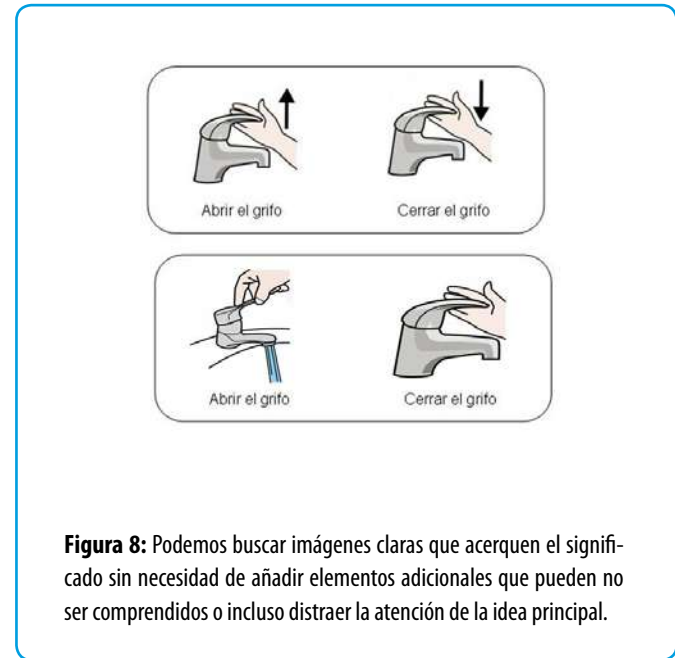 Abrir el grifo Cerrar el grifo
Abrir el grifo Cerrar el grifo
Figura 8: Podemos buscar imágenes claras que acerquen el signifi-
cado sin necesidad de añadir elementos adicionales que pueden no
ser comprendidos o incluso distraer la atención de la idea principal.